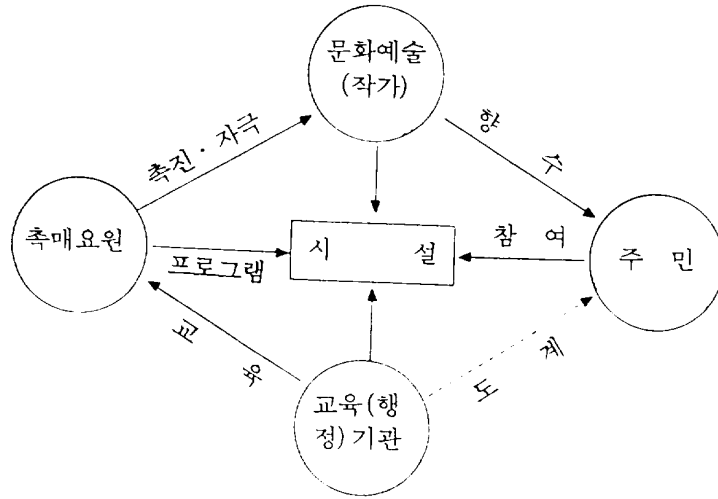 문화예술
(작가)
촉진·자극
향 수
촉매요원
시 설
참 여
주 민
프로그램
교 육
도 계
교육(행
정)기관